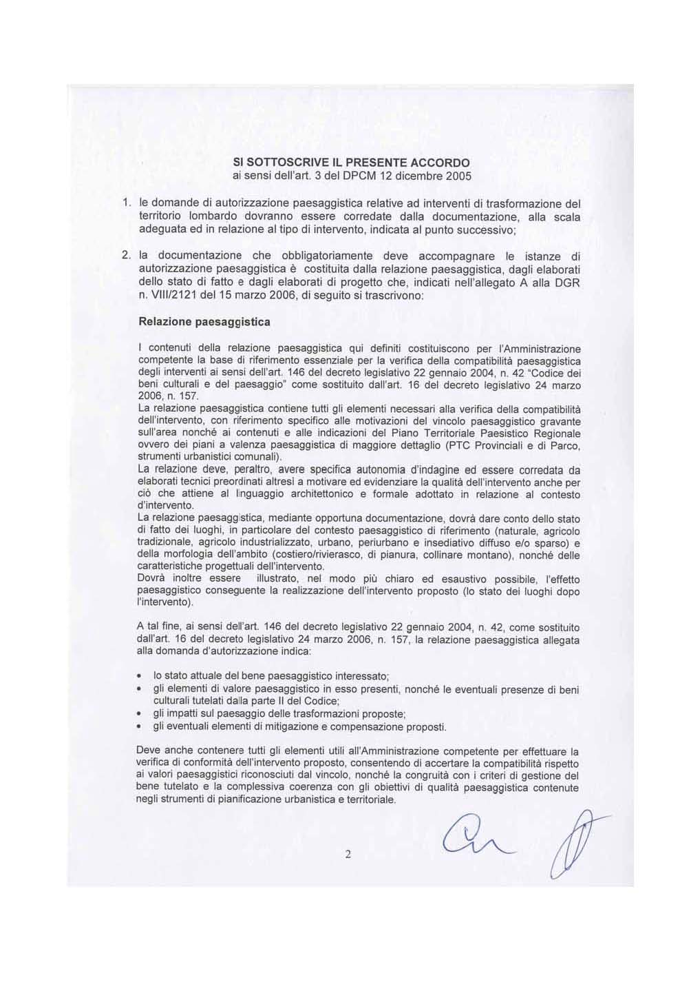 SI SOTTOSCRIVE IL PRESENTE ACCORDO
ai sensi dell'art. 3 del DPCM 12 dicembre 2005
1. le domande di autorizzazione paesaggistica relative ad interventi di trasformazione del
territorio lombardo dovranno essere corredate dalla documentazione, alla scala
adeguata ed in relazione al tipo di intervento, indicata al punto successivo;
2. la documentazione che obbligatoriamente deve accompagnare le istanze di
autorizzazione paesaggistica è costituita dalla relazione paesaggistica, dagli elaborati
dello stato di fatto e dagli elaborati di progetto che, indicati nell'allegato A alla DGR
n. VIII/2121 del 15 marzo 2006, di seguito si trascrivono:
Relazione paesaggistica
I contenuti della relazione paesaggistica qui definiti costituiscono per l'Amministrazione
competente la base di riferimento essenziale per la verifica della compatibilità paesaggistica
degli interventi ai sensi dell'art. 146 del decreto legislativo 22 gennaio 2004, n. 42 "Codice dei
beni culturali e del paesaggio" come sostituito dall'art. 16 del decreto legislativo 24 marzo
2006, n. 157.
La relazione paesaggistica contiene tutti gli elementi necessari alla verifica della compatibilità
dell'intervento, con riferimento specifico alle motivazioni del vincolo paesaggistico gravante
sull'area nonché ai contenuti e alle indicazioni del Piano Territoriale Paesistico Regionale
ovvero dei piani a valenza paesaggistica di maggiore dettaglio (PTC Provinciali e di Parco,
strumenti urbanistici comunali).
La relazione deve, peraltro, avere specifica autonomia d'indagine ed essere corredata da
elaborati tecnici preordinati altresì a motivare ed evidenziare la qualità dell'intervento anche per
ciò che attiene al linguaggio architettonico e formale adottato in relazione al contesto
d'intervento.
La relazione paesaggistica, mediante opportuna documentazione, dovrà dare conto dello stato
di fatto dei luoghi, in particolare del contesto paesaggistico di riferimento (naturale, agricolo
tradizionale, agricolo industrializzato, urbano, periurbano e insediativo diffuso e/o sparso) e
della morfologia dell'ambito (costiero/rivierasco, di pianura, collinare montano), nonché delle
caratteristiche progettuali dell'intervento.
Dovrà inoltre essere illustrato, nel modo più chiaro ed esaustivo possibile, l'effetto
paesaggistico conseguente la realizzazione dell'intervento proposto (lo stato dei luoghi dopo
l'intervento).
A tal fine, ai sensi dell'art. 146 del decreto legislativo 22 gennaio 2004, n. 42, come sostituito
dall'art. 16 del decreto legislativo 24 marzo 2006, n. 157, la relazione paesaggistica allegata
alla domanda d'autorizzazione indica:
• lo stato attuale del bene paesaggistico interessato;
• gli elementi di valore paesaggistico in esso presenti, nonché le eventuali presenze di beni
culturali tutelati dalla parte II del Codice;
• gli impatti sul paesaggio delle trasformazioni proposte;
• gli eventuali elementi di mitigazione e compensazione proposti.
Deve anche contenere tutti gli elementi utili all'Amministrazione competente per effettuare la
verifica di conformità dell'intervento proposto, consentendo di accertare la compatibilità rispetto
ai valori paesaggistici riconosciuti dal vincolo, nonché la congruità con i criteri di gestione del
bene tutelato e la complessiva coerenza con gli obiettivi di qualità paesaggistica contenute
negli strumenti di pianificazione urbanistica e territoriale.
2